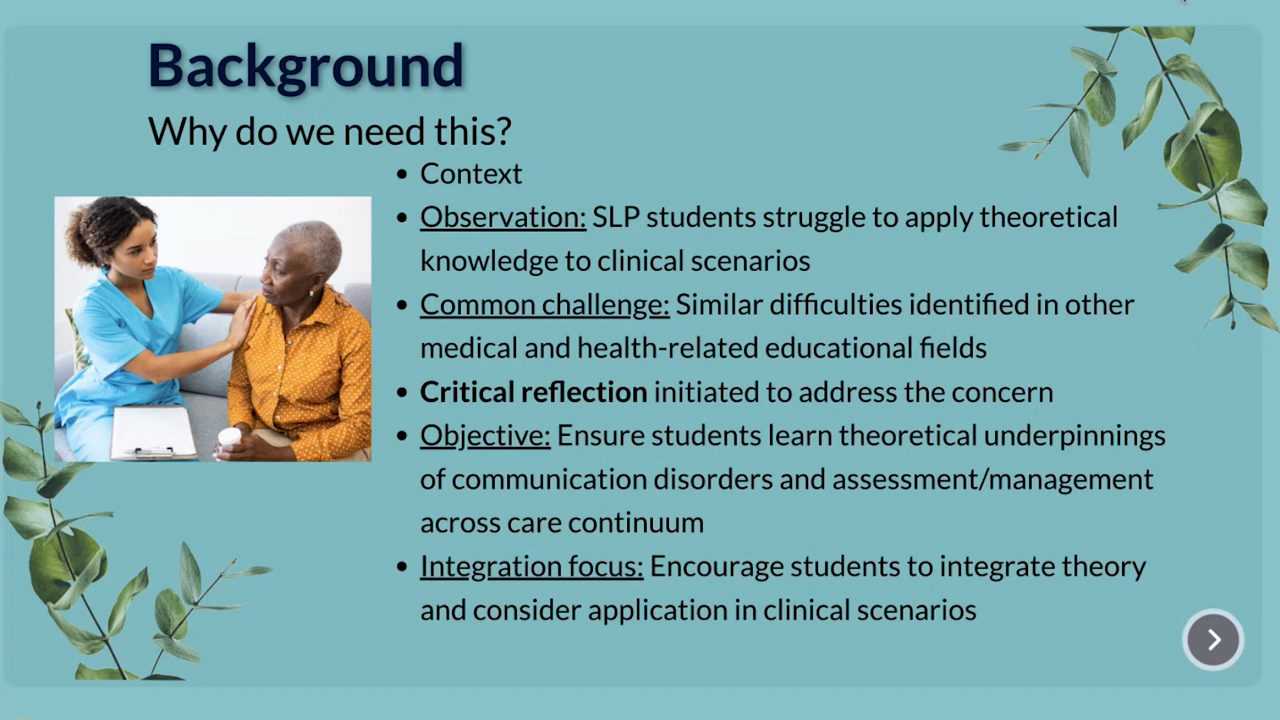 Background
Why do we need this?
• Context
• Observation: SLP students struggle to apply theoretical
knowledge to clinical scenarios
• Common challenge: Similar difficulties identified in other
medical and health-related educational fields
• Critical reflection initiated to address the concern
• Objective: Ensure students learn theoretical underpinnings
of communication disorders and assessment/management
across care continuum
• Integration focus: Encourage students to integrate theory
and consider application in clinical scenarios